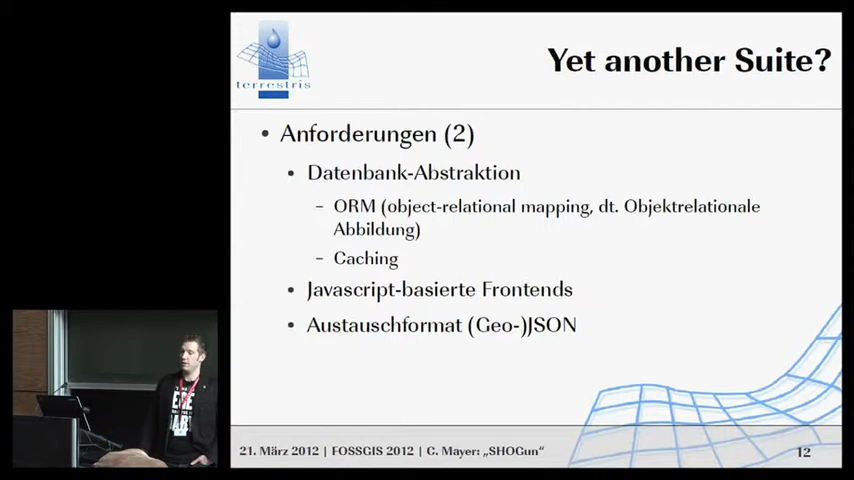 terrestris
Yet another Suite?
Anforderungen (2)
Datenbank-Abstraktion
ORM (object-relational mapping, dt. Objektrelationale
Abbildung)
Caching
Javascript-basierte Frontends
Austauschformat (Geo-)JSON
21. März 2012 | FOSSGIS 2012 | C. Mayer: „SHOGun“
12